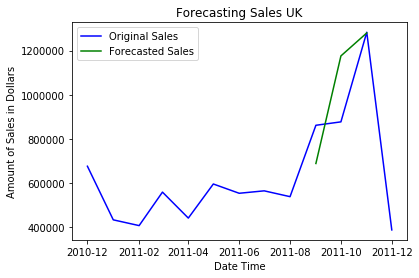 Forecasting Sales UK
Original Sales
Forecasted Sales
Amount of Sales in Dollars
1200000
1000000
800000
600000
400000
2010-12 2011-02 2011-04 2011-06 2011-08 2011-10 2011-12
Date Time